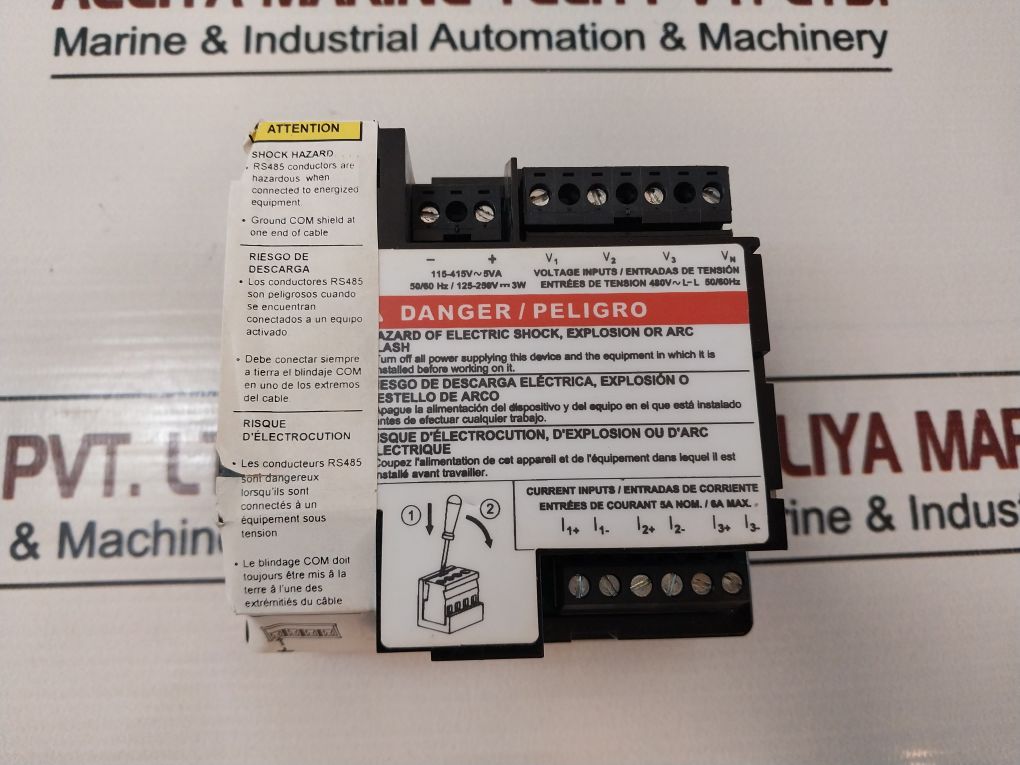 Marine & Industrial Automation & Machinery
ATTENTION
SHOCK HAZARD
• RS485 conductors are
hazardous when
connected to energized
equipment.
• Ground COM shield at
one end of cable
RIESGO DE
DESCARGA
• Los conductores RS485
son peligrosos cuando
se encuentran
conectados a un equipo
activado.
• Debe conectar siempre
a tierra el blindaje COM
en uno de los extremos
del cable.
RISQUE
D'ÉLECTROCUTION
• Les conducteurs RS485
sont dangereux
lorsqu'ils sont
connectés à un
équipement sous
tension
• Le blindage COM doit
toujours être mis à la
terre à l'une des
extrémités du câble
− + V1 V2 V3 VN
115-415V~5VA
50/60 Hz / 125-250V⎓3W
VOLTAGE INPUTS / ENTRADAS DE TENSIÓN
ENTRÉES DE TENSION 480V~L-L 50/60Hz
DANGER / PELIGRO
AZARD OF ELECTRIC SHOCK, EXPLOSION OR ARC
LASH
Turn off all power supplying this device and the equipment in which it is
nstalled before working on it.
IESGO DE DESCARGA ELÉCTRICA, EXPLOSIÓN O
ESTELLO DE ARCO
Apague la alimentación del dispositivo y del equipo en el que está instalado
antes de efectuar cualquier trabajo.
ISQUE D'ÉLECTROCUTION, D'EXPLOSION OU D'ARC
LECTRIQUE
Coupez l'alimentation de cet appareil et de l'équipement dans lequel il est
nstallé avant travailler.
1 2
CURRENT INPUTS / ENTRADAS DE CORRIENTE
ENTRÉES DE COURANT 5A NOM. / 6A MAX.
I1+ I1- I2+ I2- I3+ I3-
PVT. LT
& Machin
LIYA MAR
ine & Indus